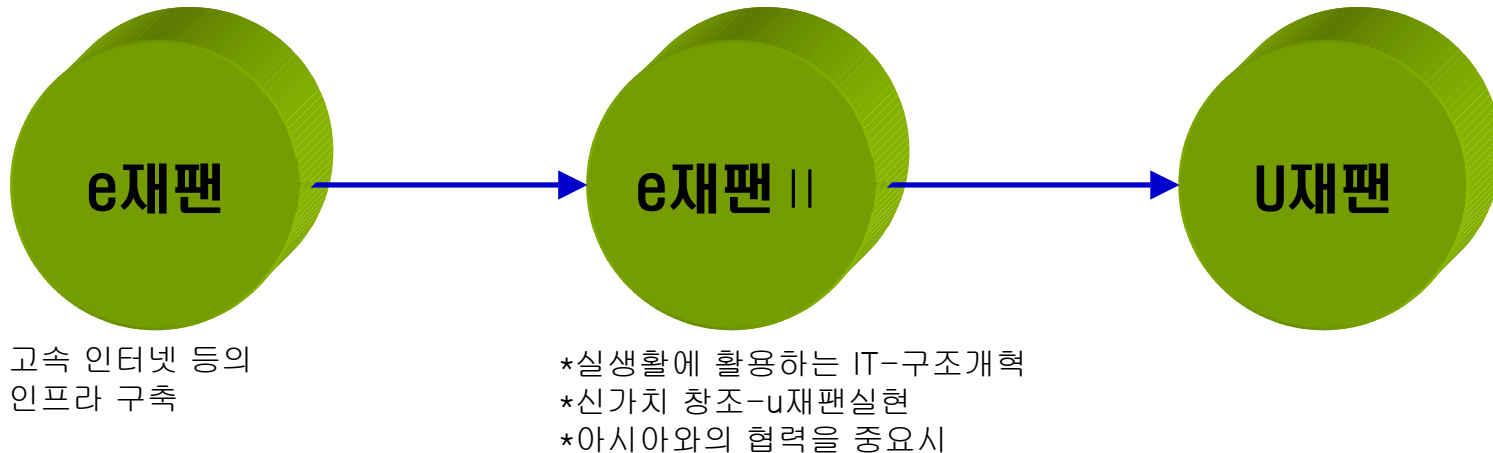 e재팬
e재팬Ⅱ
U재팬
고속 인터넷 등의
인프라 구축
*실생활에 활용하는 IT-구조개혁
*신가치 창조-u재팬실현
*아시아와의 협력을 중요시